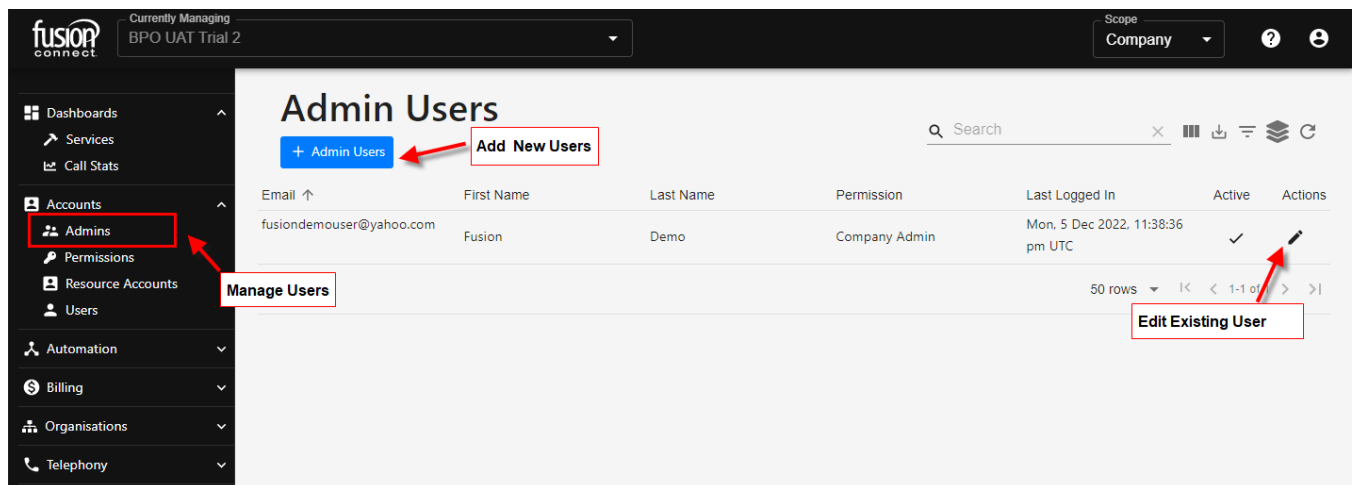 fusion
connect
Currently Managing
BPO UAT Trial 2
Scope
Company
Dashboards
Services
Call Stats
Accounts
Admins
Permissions
Resource Accounts
Users
Automation
Billing
Organisations
Telephony
Manage Users
Admin Users
+ Admin Users
Add New Users
Search
Email First Name Last Name Permission Last Logged In Active Actions
fusiondemouser@yahoo.com Fusion Demo Company Admin Mon, 5 Dec 2022, 11:38:36
pm UTC
50 rows 1-1 of
Edit Existing User